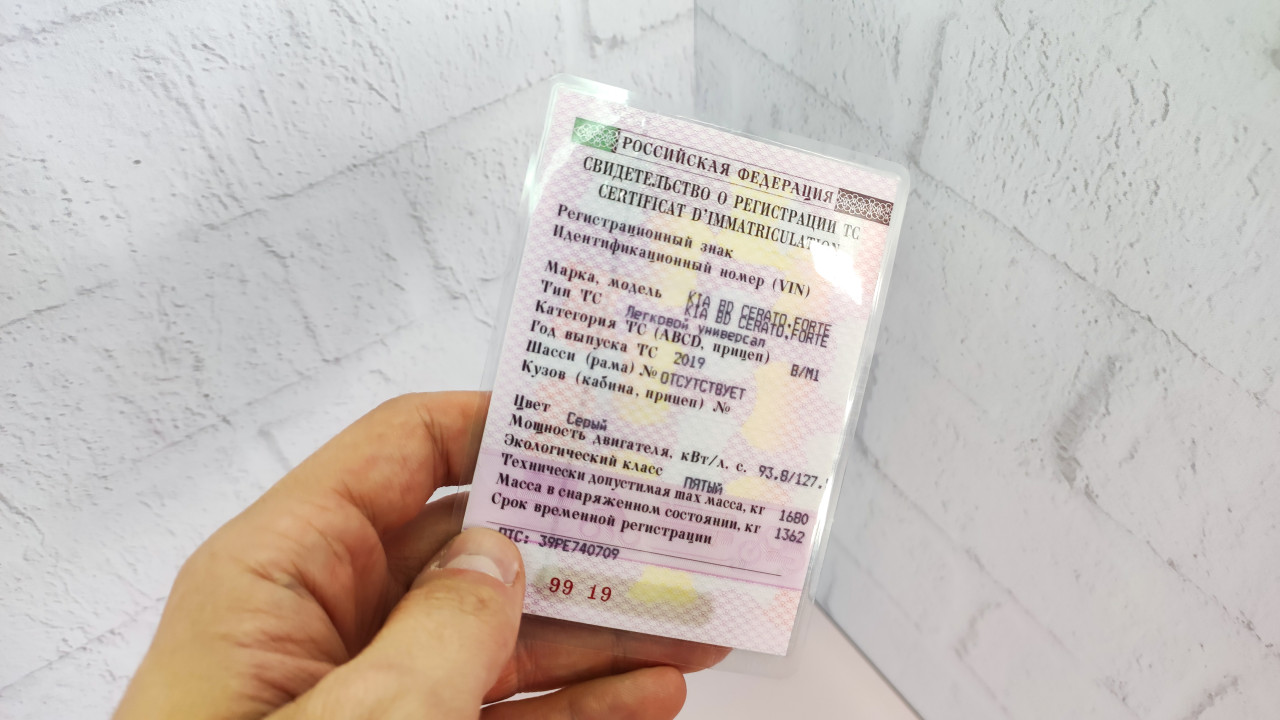 РОССИЙСКАЯ ФЕДЕРАЦИЯ
СВИДЕТЕЛЬСТВО О РЕГИСТРАЦИИ ТС
CERTIFICAT D'IMMATRICULATION
Регистрационный знак
Идентификационный номер (VIN)
Марка, модель KIA BD CERATO,FORTE
KIA BD CERATO,FORTE
Тип ТС Легковой универсал
Категория ТС (ABCD, прицеп) B/M1
Год выпуска ТС 2019
Шасси (рама) № ОТСУТСТВУЕТ
Кузов (кабина, прицеп) №
Цвет Серый
Мощность двигателя, кВт/л. с. 93.8/127.
Экологический класс ПЯТЫЙ
Технически допустимая max масса, кг 1680
Масса в снаряженном состоянии, кг 1362
Срок временной регистрации
ПТС: 39РЕ740709
99 19